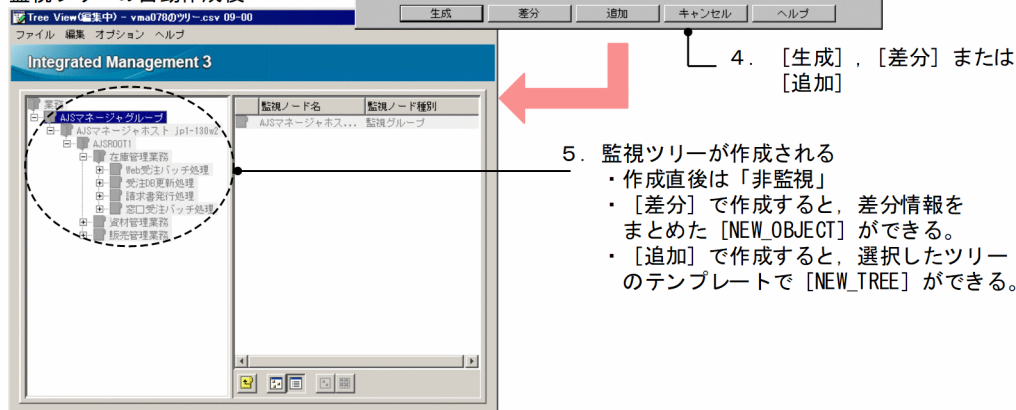 監視ツリーの自動作成後
生成 差分 追加 キャンセル ヘルプ
Tree View(編集中) - vma078のツリー.csv 09-00
ファイル 編集 オプション ヘルプ
Integrated Management 3
４． ［生成］，［差分］または
［追加］
業務
AJSマネージャグループ
AJSマネージャホスト jp1-130w2
AJSROOT1
在庫管理業務
Web受注バッチ処理
受注DB更新処理
請求書発行処理
窓口受注バッチ処理
資材管理業務
販売管理業務
監視ノード名 監視ノード種別
AJSマネージャホス... 監視グループ
５．監視ツリーが作成される
・作成直後は「非監視」
・［差分］で作成すると，差分情報を
まとめた［NEW_OBJECT］ができる。
・［追加］で作成すると，選択したツリー
のテンプレートで［NEW_TREE］ができる。